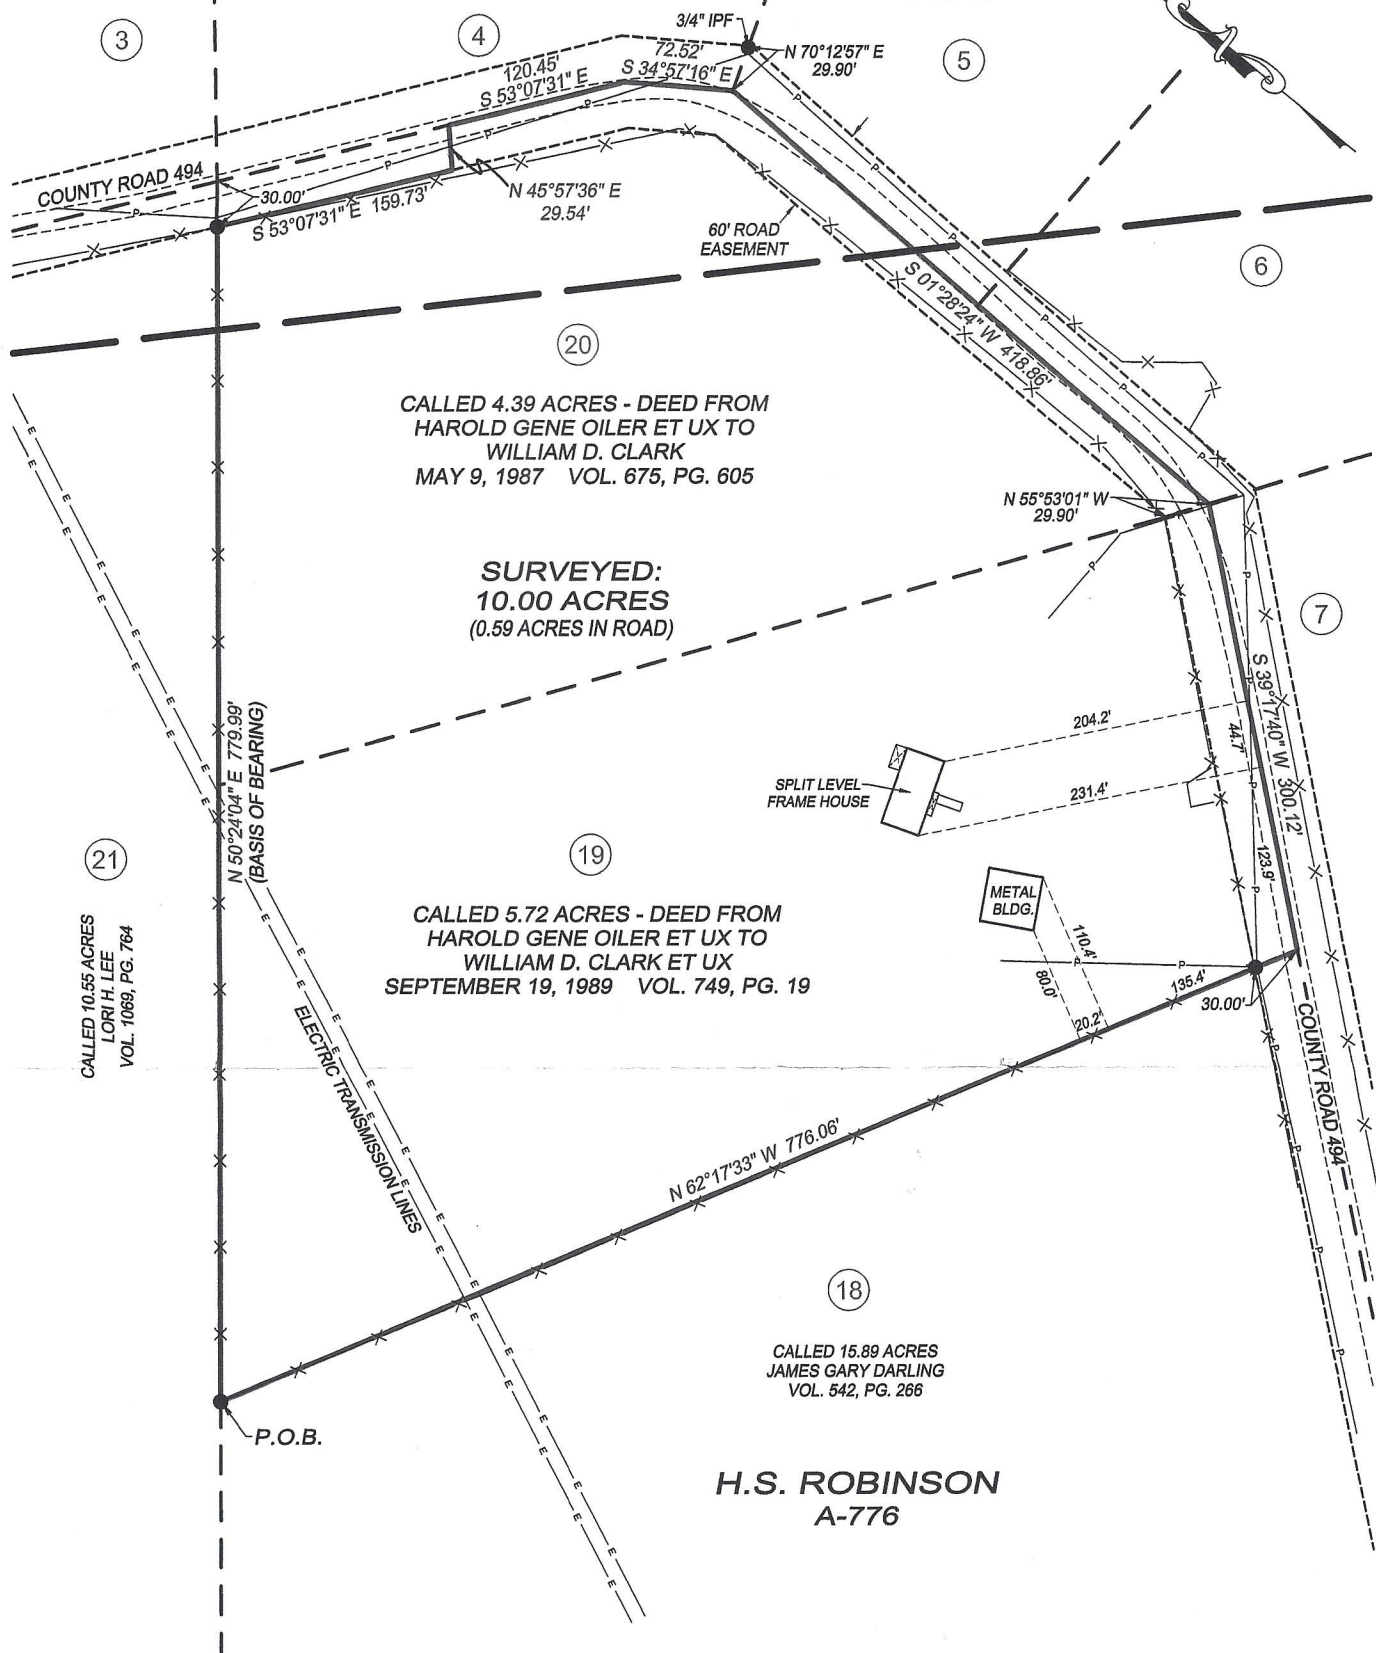 3
4
3/4" IPF
N 70°12'57" E
29.90'
5
72.52'
S 34°57'16" E
120.45'
S 53°07'31" E
COUNTY ROAD 494
30.00'
S 53°07'31" E 159.73'
N 45°57'36" E
29.54'
60' ROAD
EASEMENT
6
S 01°28'24" W 418.86'
20
CALLED 4.39 ACRES - DEED FROM
HAROLD GENE OILER ET UX TO
WILLIAM D. CLARK
MAY 9, 1987 VOL. 675, PG. 605
N 55°53'01" W
29.90'
SURVEYED:
10.00 ACRES
(0.59 ACRES IN ROAD)
7
S 39°17'40" W 300.12'
N 50°24'04" E 779.99'
(BASIS OF BEARING)
204.2'
44.7'
SPLIT LEVEL
FRAME HOUSE
231.4'
123.9'
21
CALLED 10.55 ACRES
LORI H. LEE
VOL. 1069, PG. 764
19
CALLED 5.72 ACRES - DEED FROM
HAROLD GENE OILER ET UX TO
WILLIAM D. CLARK ET UX
SEPTEMBER 19, 1989 VOL. 749, PG. 19
METAL
BLDG.
110.4'
80.0'
20.2'
135.4'
30.00'
COUNTY ROAD 494
ELECTRIC TRANSMISSION LINES
N 62°17'33" W 776.06'
18
CALLED 15.89 ACRES
JAMES GARY DARLING
VOL. 542, PG. 266
P.O.B.
H.S. ROBINSON
A-776